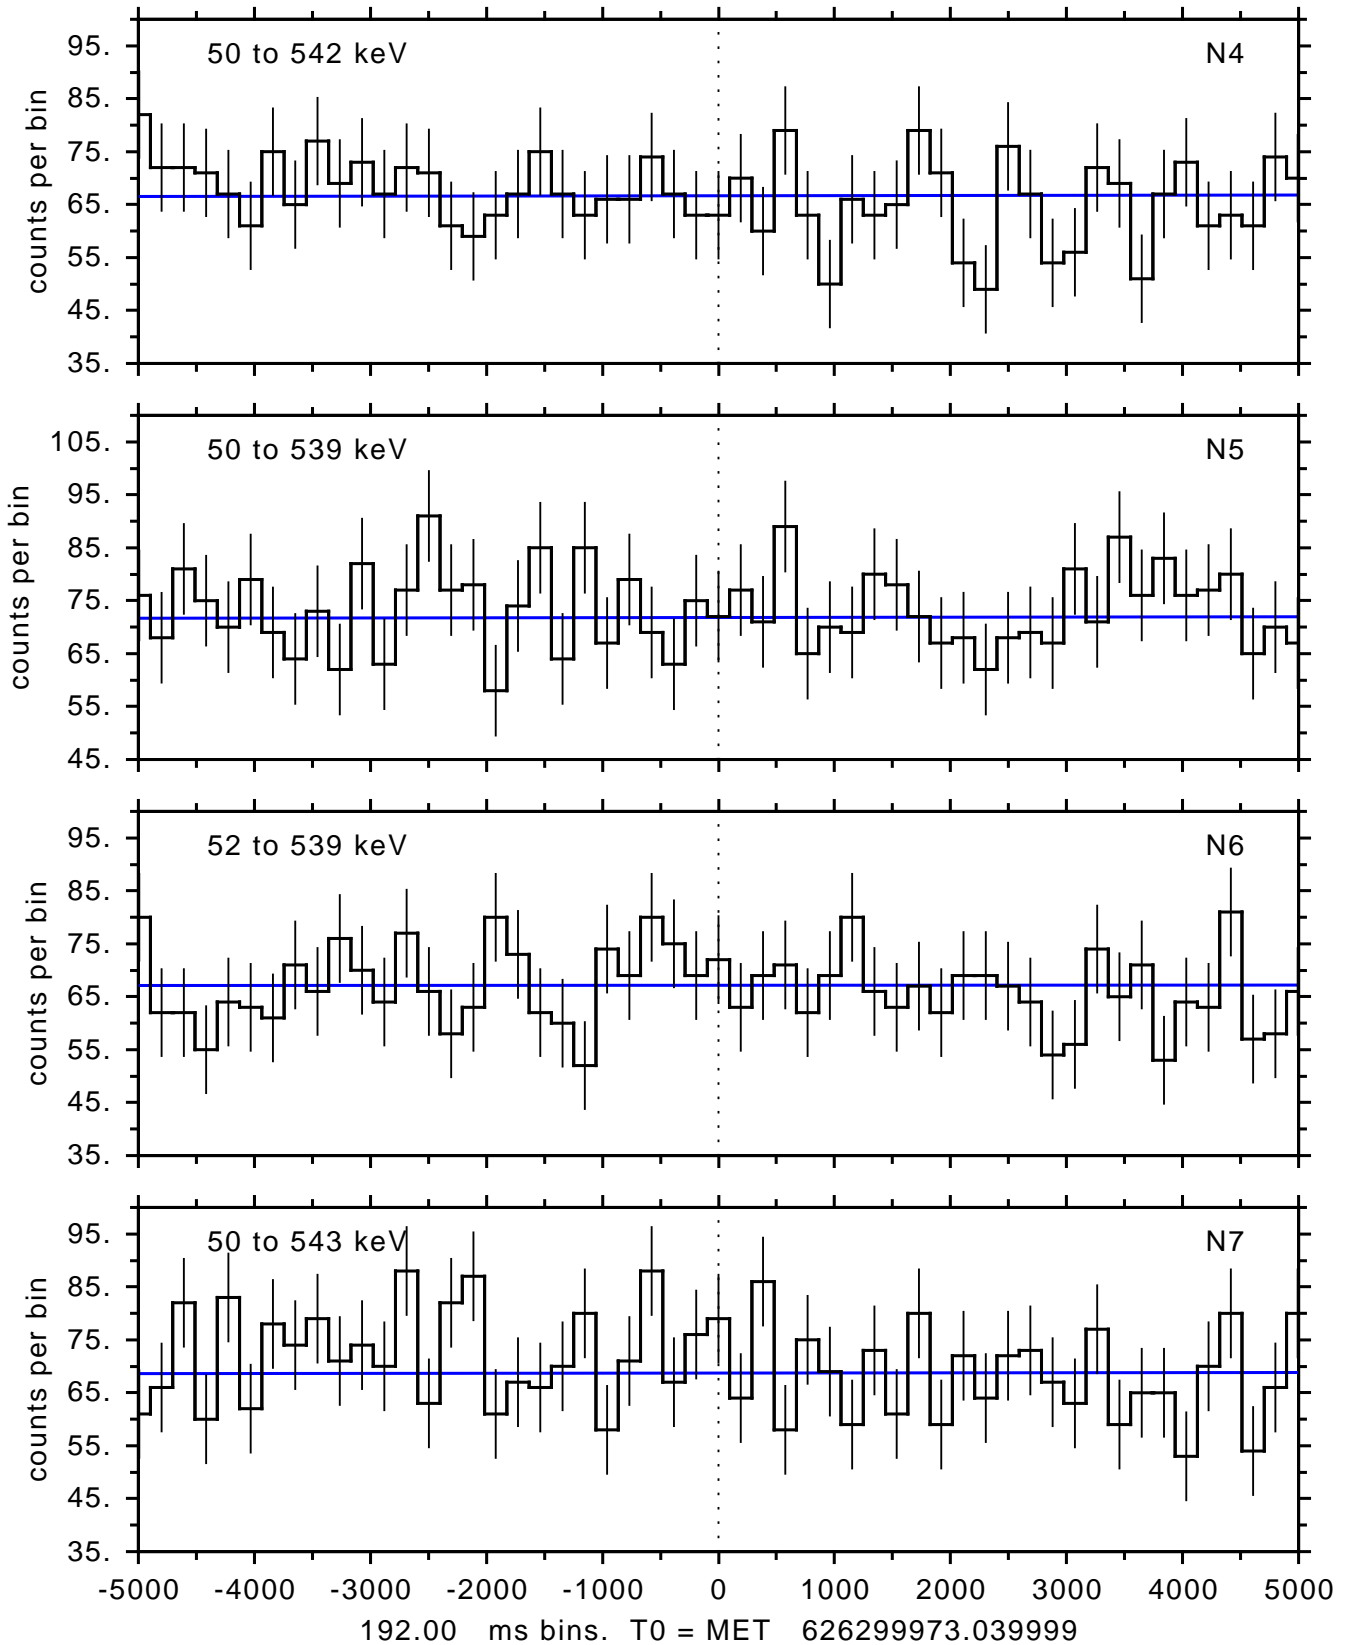 50 to 542 keV N4
95.
85.
75.
65.
55.
45.
35.
counts per bin
50 to 539 keV N5
105.
95.
85.
75.
65.
55.
45.
counts per bin
52 to 539 keV N6
95.
85.
75.
65.
55.
45.
35.
counts per bin
50 to 543 keV N7
95.
85.
75.
65.
55.
45.
35.
counts per bin
-5000 -4000 -3000 -2000 -1000 0 1000 2000 3000 4000 5000
192.00 ms bins. T0 = MET 626299973.039999